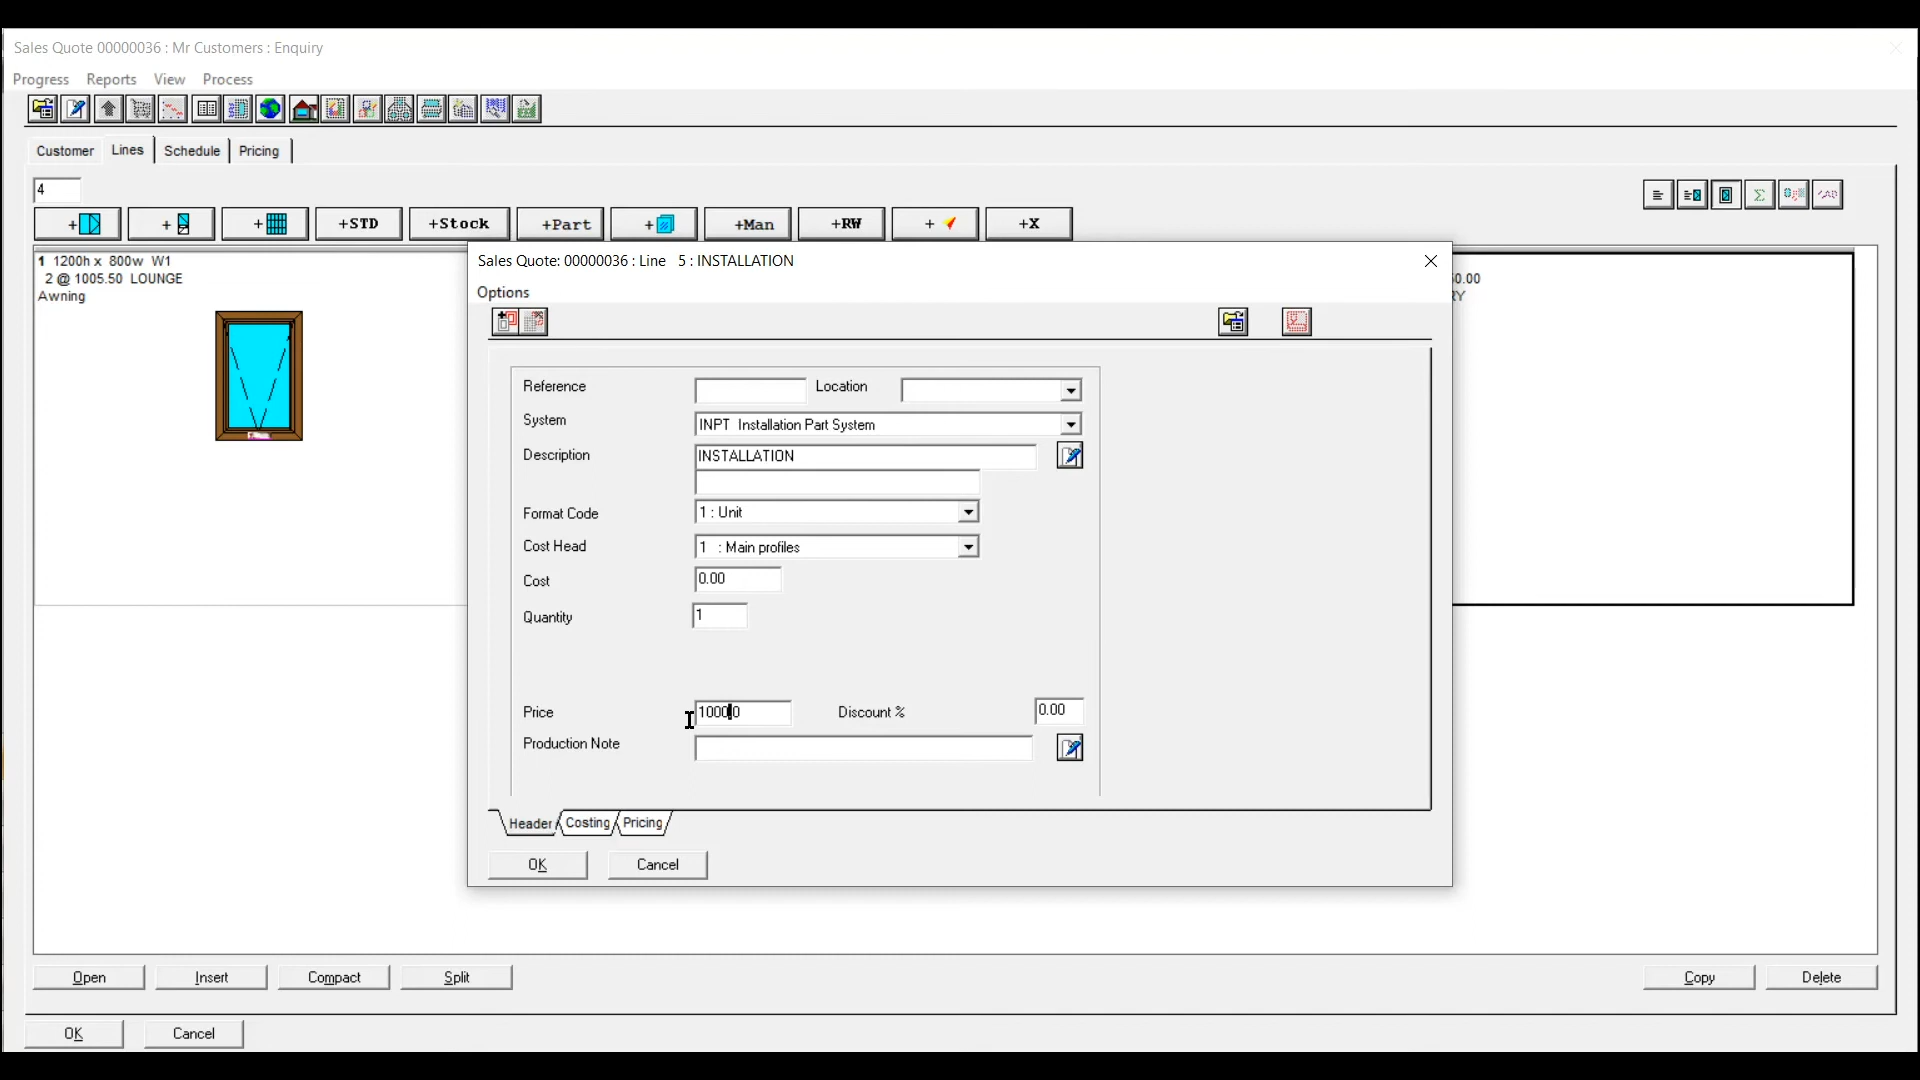 Sales Quote 00000036 : Mr Customers : Enquiry
Progress Reports View Process
Customer Lines Schedule Pricing
4
+ + + +STD +Stock +Part + +Man +RW + +X
1 1200h x 800w W1
2 @ 1005.50 LOUNGE
Awning
Sales Quote: 00000036 : Line 5 : INSTALLATION
Options
Reference Location
System INPT Installation Part System
Description INSTALLATION
Format Code 1 : Unit
Cost Head 1 : Main profiles
Cost 0.00
Quantity 1
Price 1000.0 Discount % 0.00
Production Note
Header Costing Pricing
OK Cancel
Open Insert Compact Split Copy Delete
OK Cancel